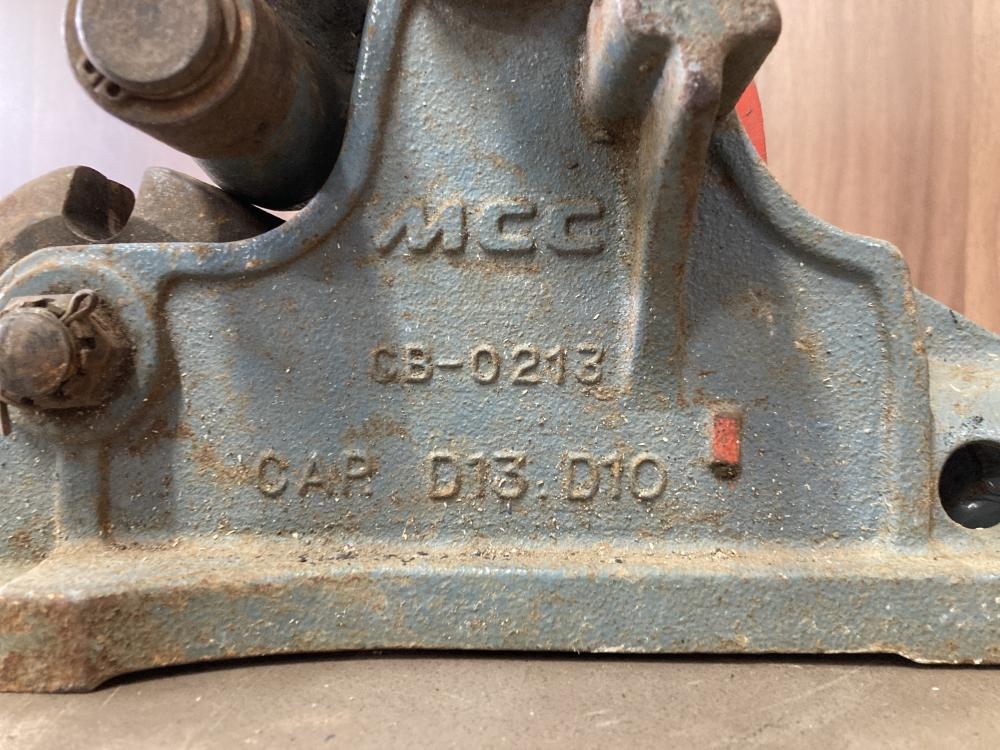 MCC
CB-0213
CAP. D13. D10